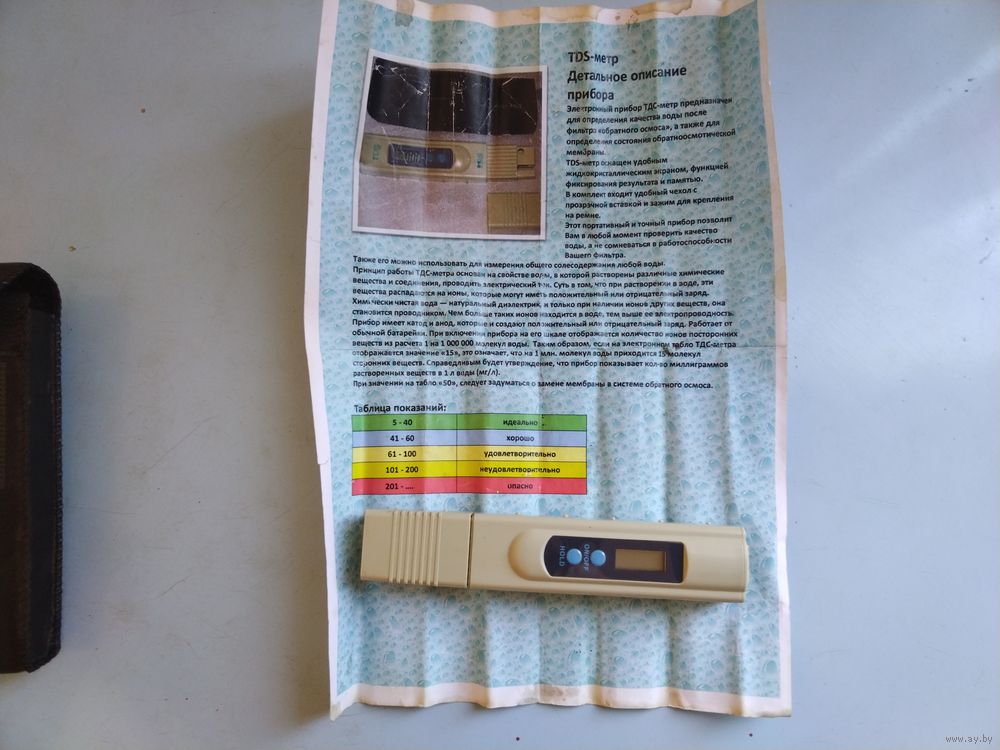 TDS-метр
Детальное описание
прибора
Электронный прибор ТДС-метр предназначен
для определения качества воды после
фильтра «обратного осмоса», а также для
определения состояния обратноосмотической
мембраны.
TDS-метр оснащен удобным
жидкокристаллическим экраном, функцией
фиксирования результата и памятью.
В комплект входит удобный чехол с
прозрачной вставкой и зажим для крепления
на ремне.
Этот портативный и точный прибор позволит
Вам в любой момент проверить качество
воды, а не сомневаться в работоспособности
Вашего фильтра.
Также его можно использовать для измерения общего солесодержания любой воды.
Принцип работы ТДС-метра основан на свойстве воды, в которой растворены различные химические
вещества и соединения, проводить электрический ток. Суть в том, что при растворении в воде, эти
вещества распадаются на ионы, которые могут иметь положительный или отрицательный заряд.
Химически чистая вода — натуральный диэлектрик, и только при наличии ионов других веществ, она
становится проводником. Чем больше таких ионов находится в воде, тем выше ее электропроводность.
Прибор имеет катод и анод, которые и создают положительный или отрицательный заряд. Работает от
обычной батарейки. При включении прибора на его шкале отображается количество ионов посторонних
веществ из расчета 1 на 1 000 000 молекул воды. Таким образом, если на электронном табло ТДС-метра
отображается значение «15», это означает, что на 1 млн. молекул воды приходится 15 молекул
сторонних веществ. Справедливым будет утверждение, что прибор показывает кол-во миллиграммов
растворенных веществ в 1 л воды (мг/л).
При значении на табло «50», следует задуматься о замене мембраны в системе обратного осмоса.
Таблица показаний:
5 - 40 идеально
41 - 60 хорошо
61 - 100 удовлетворительно
101 - 200 неудовлетворительно
201 - .... опасно
HOLD ON/OFF
www.ay.by